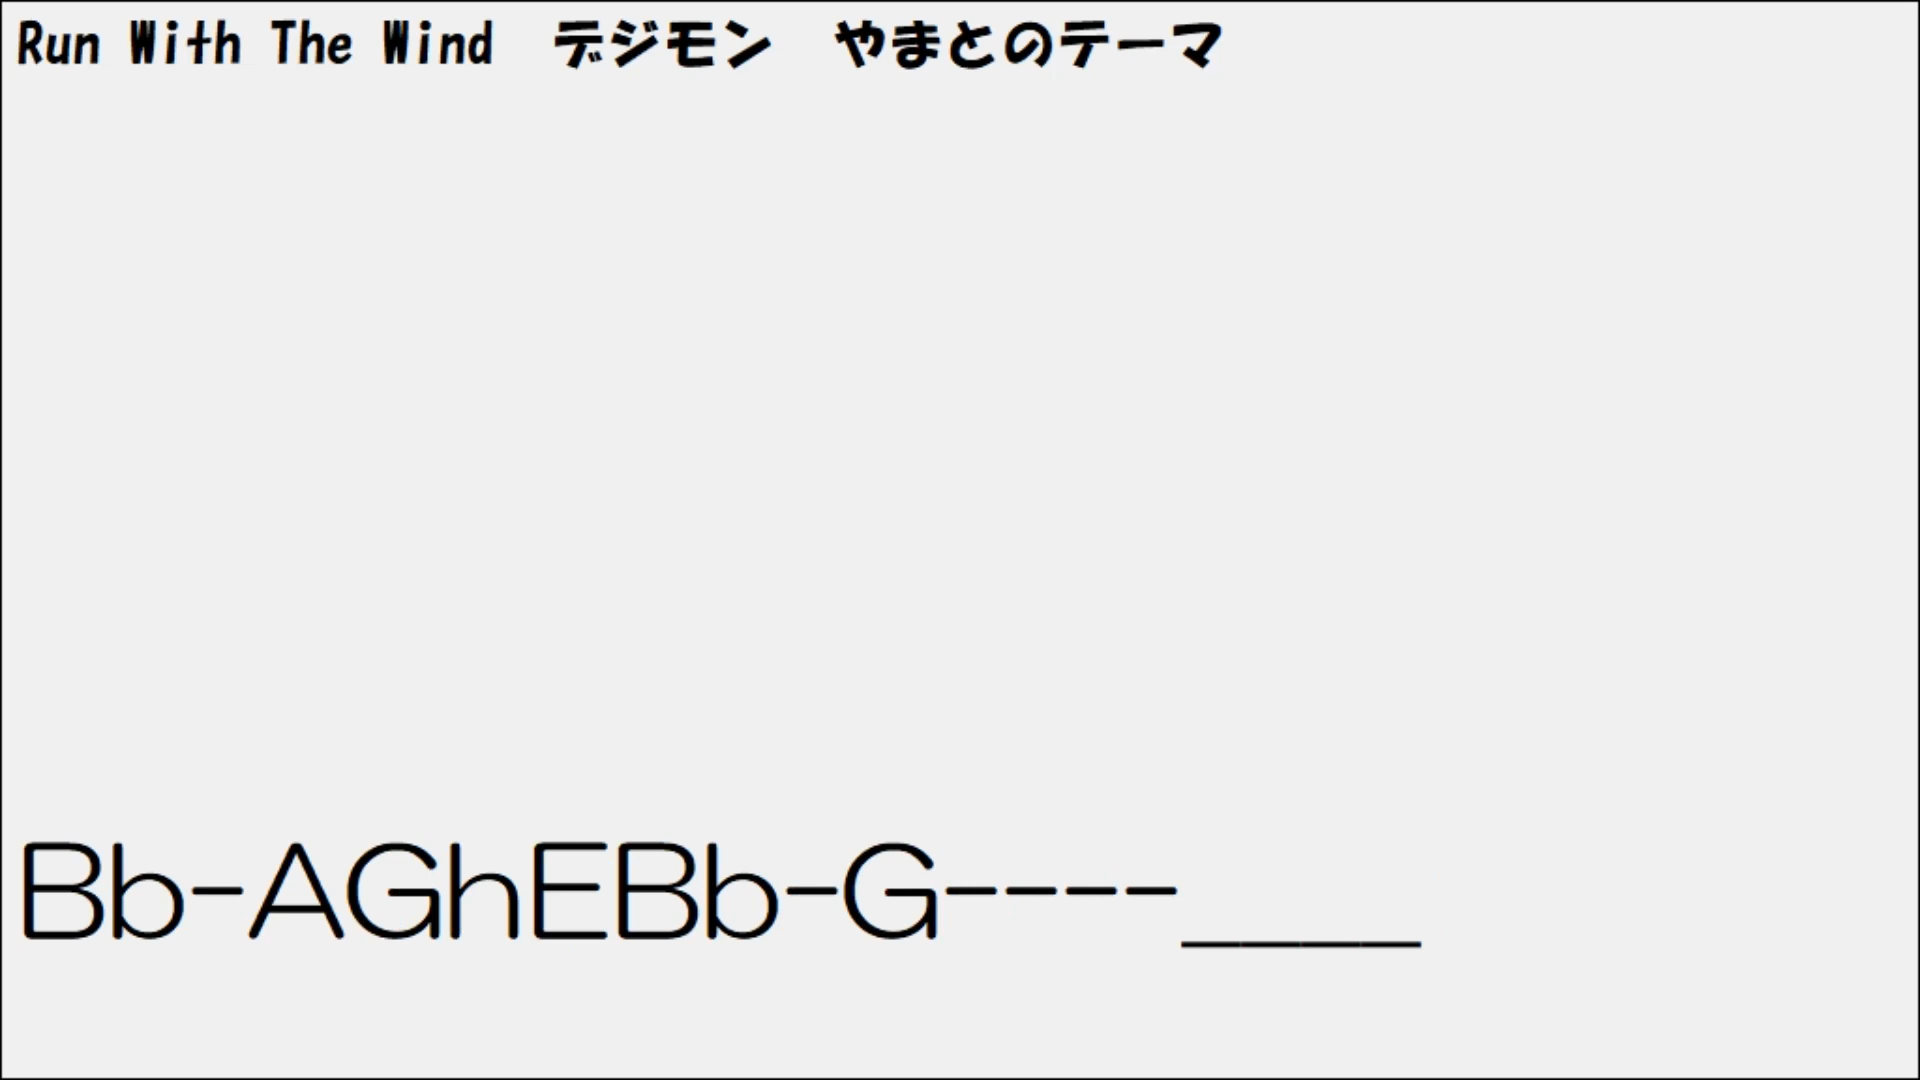 Run With The Wind　デジモン　やまとのテーマ
Bb-AGhEBb-G----____